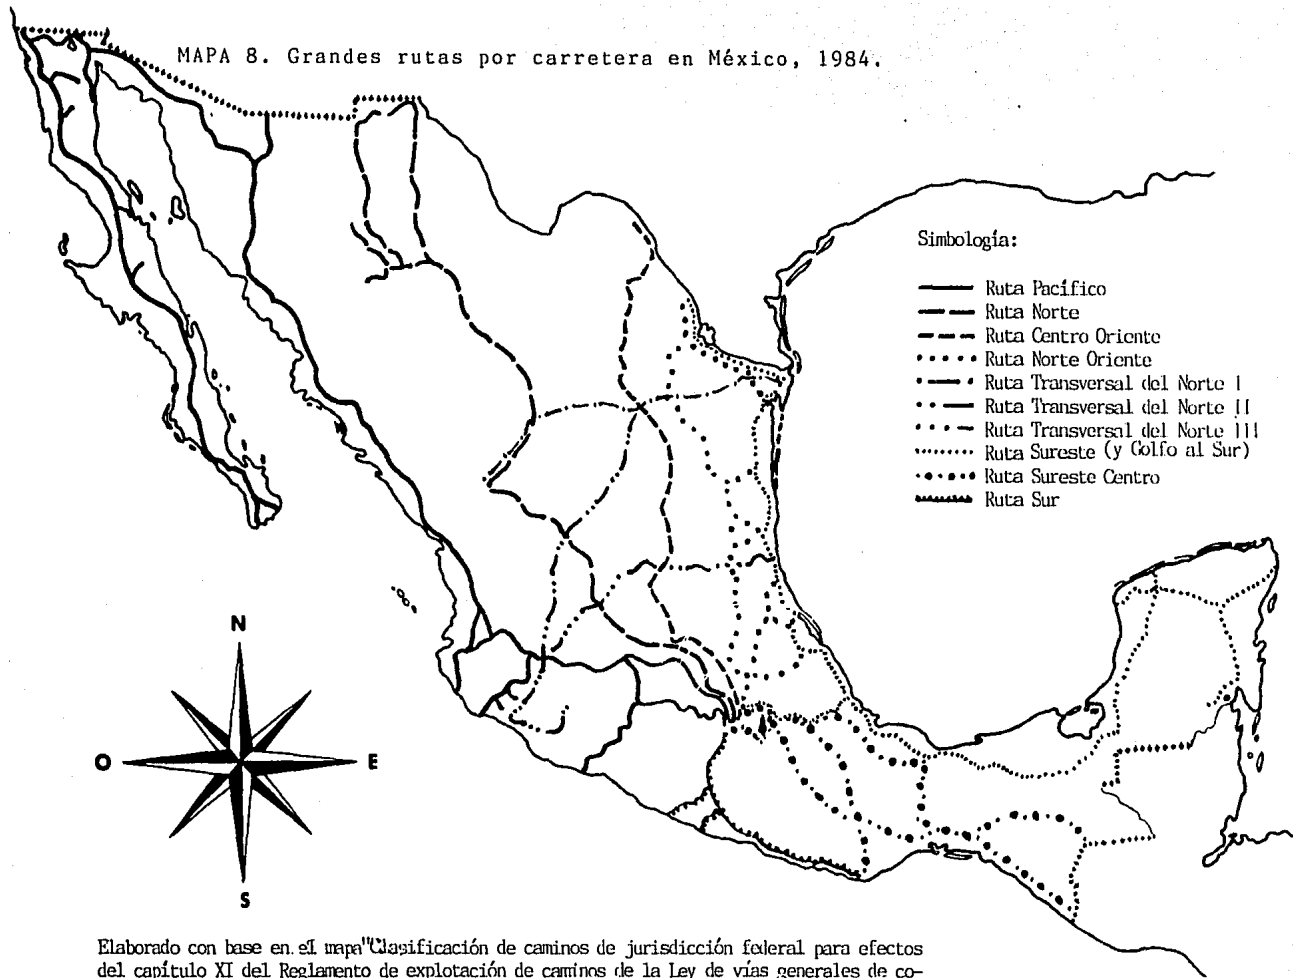 MAPA 8. Grandes rutas por carretera en México, 1984.
Simbología:
Ruta Pacífico
Ruta Norte
Ruta Centro Oriente
Ruta Norte Oriente
Ruta Transversal del Norte I
Ruta Transversal del Norte II
Ruta Transversal del Norte III
Ruta Sureste (y Golfo al Sur)
Ruta Sureste Centro
Ruta Sur
N
O
E
S
Elaborado con base en el mapa "Clasificación de caminos de jurisdicción federal para efectos
del capítulo XI del Reglamento de explotación de caminos de la Ley de vías generales de co-